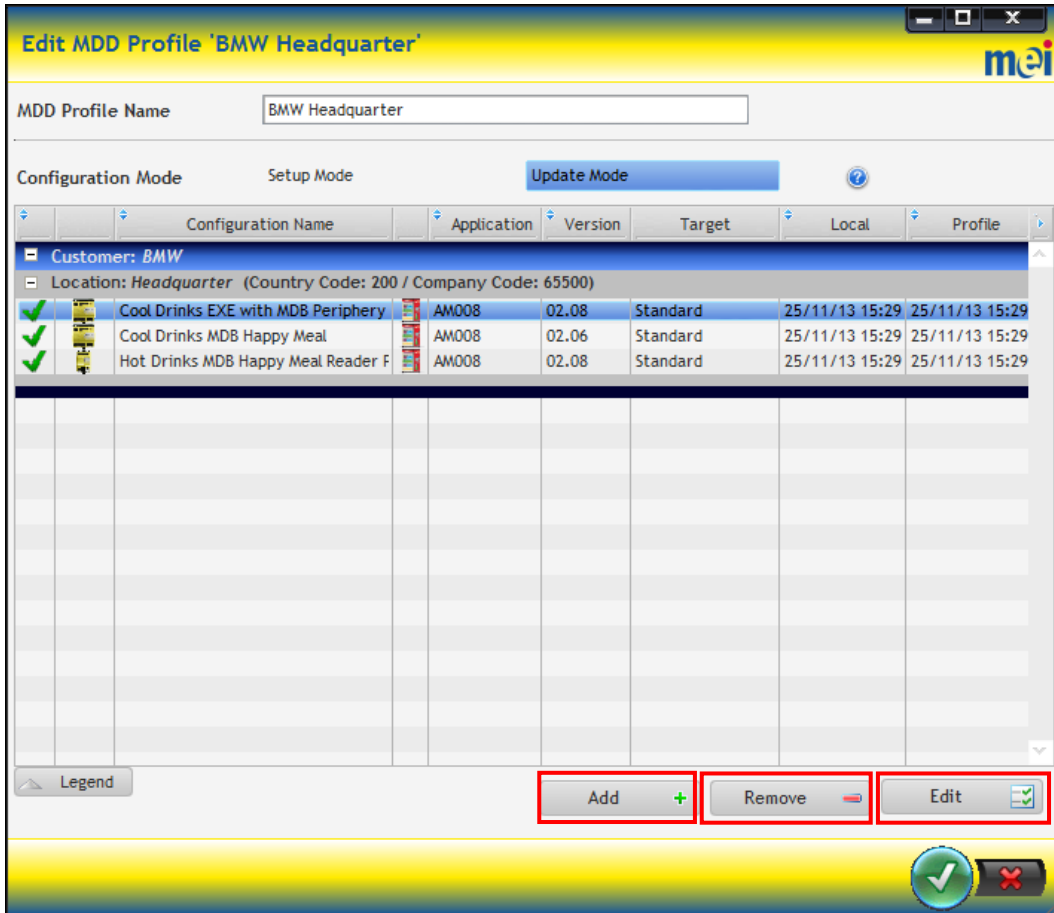 Edit MDD Profile 'BMW Headquarter'
mei
MDD Profile Name BMW Headquarter
Configuration Mode Setup Mode Update Mode ?
Configuration Name Application Version Target Local Profile
Customer: BMW
Location: Headquarter (Country Code: 200 / Company Code: 65500)
Cool Drinks EXE with MDB Periphery AM008 02.08 Standard 25/11/13 15:29 25/11/13 15:29
Cool Drinks MDB Happy Meal AM008 02.06 Standard 25/11/13 15:29 25/11/13 15:29
Hot Drinks MDB Happy Meal Reader F AM008 02.08 Standard 25/11/13 15:29 25/11/13 15:29
Legend
Add Remove Edit